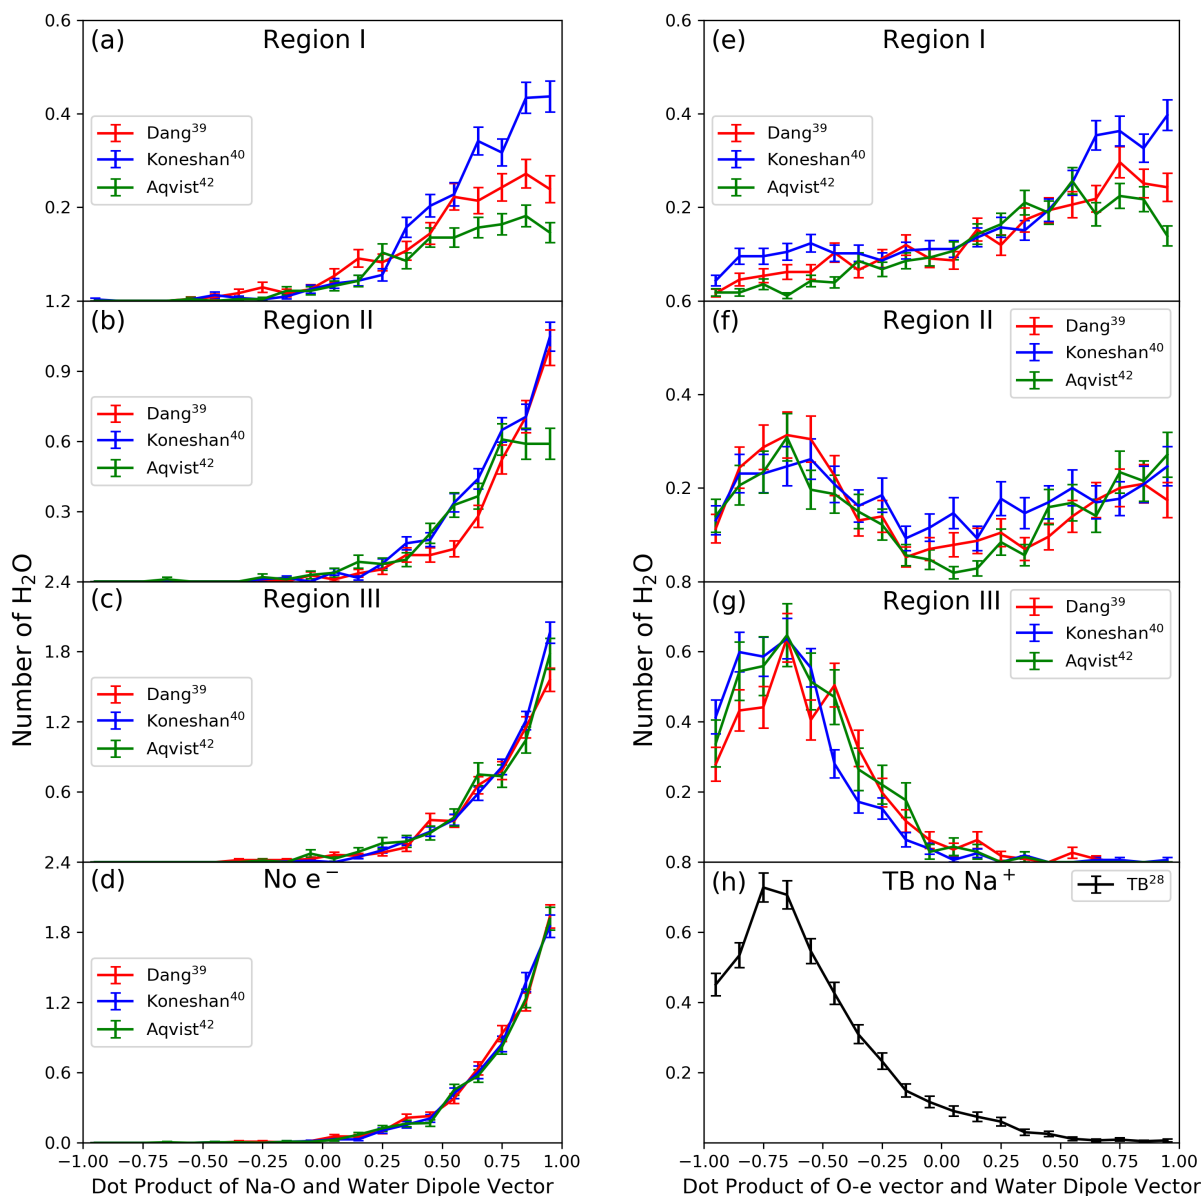 (a) Region I
0.6
0.4
0.2
1.2
Dang³⁹
Koneshan⁴⁰
Aqvist⁴²
(b) Region II
0.9
0.6
0.3
2.4
Dang³⁹
Koneshan⁴⁰
Aqvist⁴²
(c) Region III
1.8
1.2
0.6
2.4
Dang³⁹
Koneshan⁴⁰
Aqvist⁴²
(d) No e⁻
1.8
1.2
0.6
0.0
Dang³⁹
Koneshan⁴⁰
Aqvist⁴²
−1.00 −0.75 −0.50 −0.25 0.00 0.25 0.50 0.75 1.00
Dot Product of Na-O and Water Dipole Vector
Number of H₂O
(e) Region I
0.6
0.4
0.2
0.6
Dang³⁹
Koneshan⁴⁰
Aqvist⁴²
(f) Region II
0.4
0.2
0.8
Dang³⁹
Koneshan⁴⁰
Aqvist⁴²
(g) Region III
0.6
0.4
0.2
0.8
Dang³⁹
Koneshan⁴⁰
Aqvist⁴²
(h) TB no Na⁺
0.6
0.4
0.2
TB²⁸
−1.00 −0.75 −0.50 −0.25 0.00 0.25 0.50 0.75 1.00
Dot Product of O-e vector and Water Dipole Vector
Number of H₂O